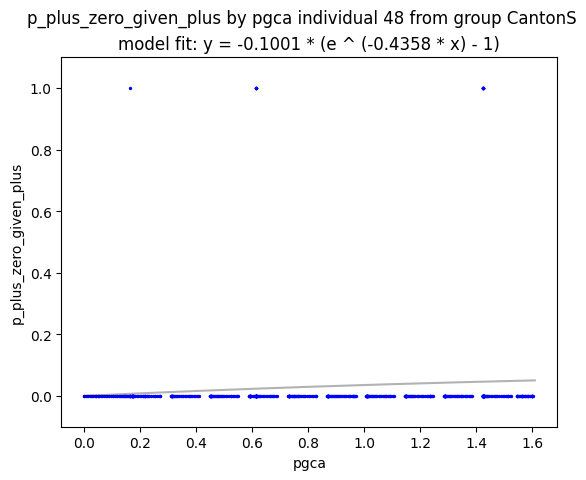 p_plus_zero_given_plus by pgca individual 48 from group CantonS
model fit: y = -0.1001 * (e ^ (-0.4358 * x) - 1)
1.0
0.8
0.6
0.4
0.2
0.0
p_plus_zero_given_plus
0.0 0.2 0.4 0.6 0.8 1.0 1.2 1.4 1.6
pgca